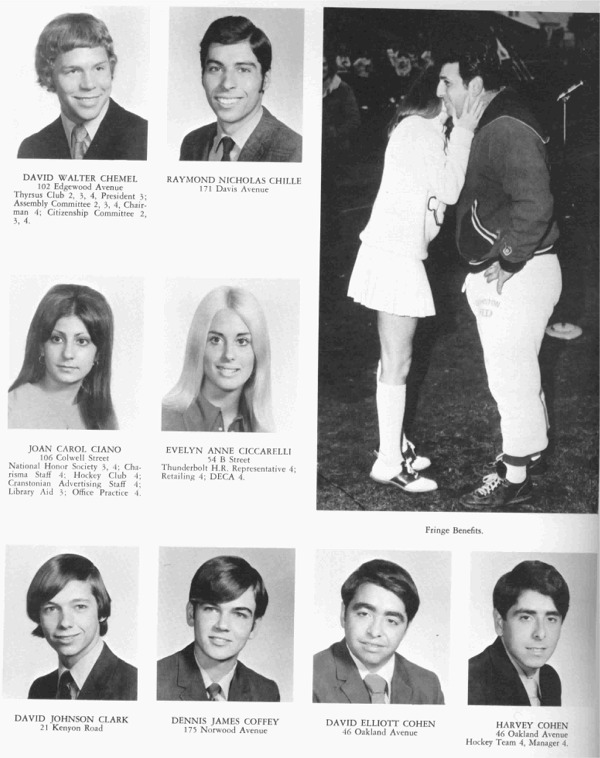 DAVID WALTER CHEMEL
102 Edgewood Avenue
Thyrsus Club 2, 3, 4, President 3;
Assembly Committee 2, 3, 4, Chair-
man 4; Citizenship Committee 2,
3, 4.
RAYMOND NICHOLAS CHILLE
171 Davis Avenue
JOAN CAROL CIANO
106 Colwell Street
National Honor Society 3, 4; Cha-
risma Staff 4; Hockey Club 4;
Cranstonian Advertising Staff 4;
Library Aid 3; Office Practice 4.
EVELYN ANNE CICCARELLI
54 B Street
Thunderbolt H.R. Representative 4;
Retailing 4; DECA 4.
Fringe Benefits.
DAVID JOHNSON CLARK
21 Kenyon Road
DENNIS JAMES COFFEY
175 Norwood Avenue
DAVID ELLIOTT COHEN
46 Oakland Avenue
HARVEY COHEN
46 Oakland Avenue
Hockey Team 4, Manager 4.